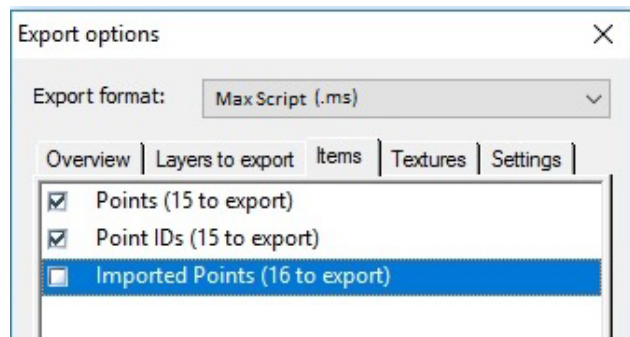 Export options
Export format: Max Script (.ms)
Overview Layers to export Items Textures Settings
Points (15 to export)
Point IDs (15 to export)
Imported Points (16 to export)